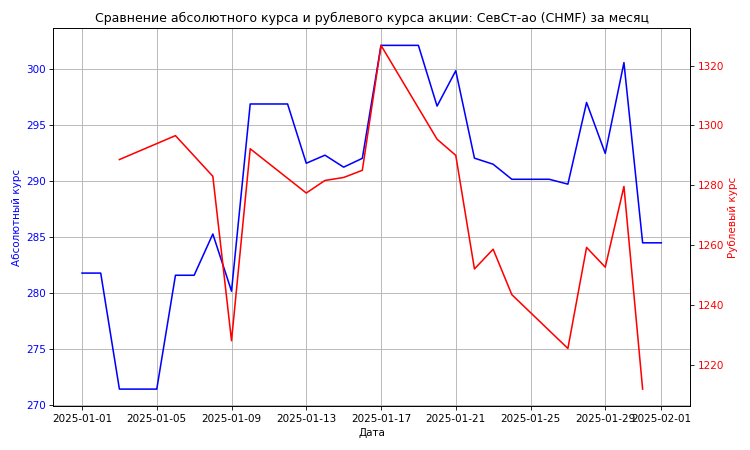 Сравнение абсолютного курса и рублевого курса акции: СевСт-ао (CHMF) за месяц
300
295
290
285
280
275
270
Абсолютный курс
1320
1300
1280
1260
1240
1220
Рублевый курс
2025-01-01 2025-01-05 2025-01-09 2025-01-13 2025-01-17 2025-01-21 2025-01-25 2025-01-29 2025-02-01
Дата